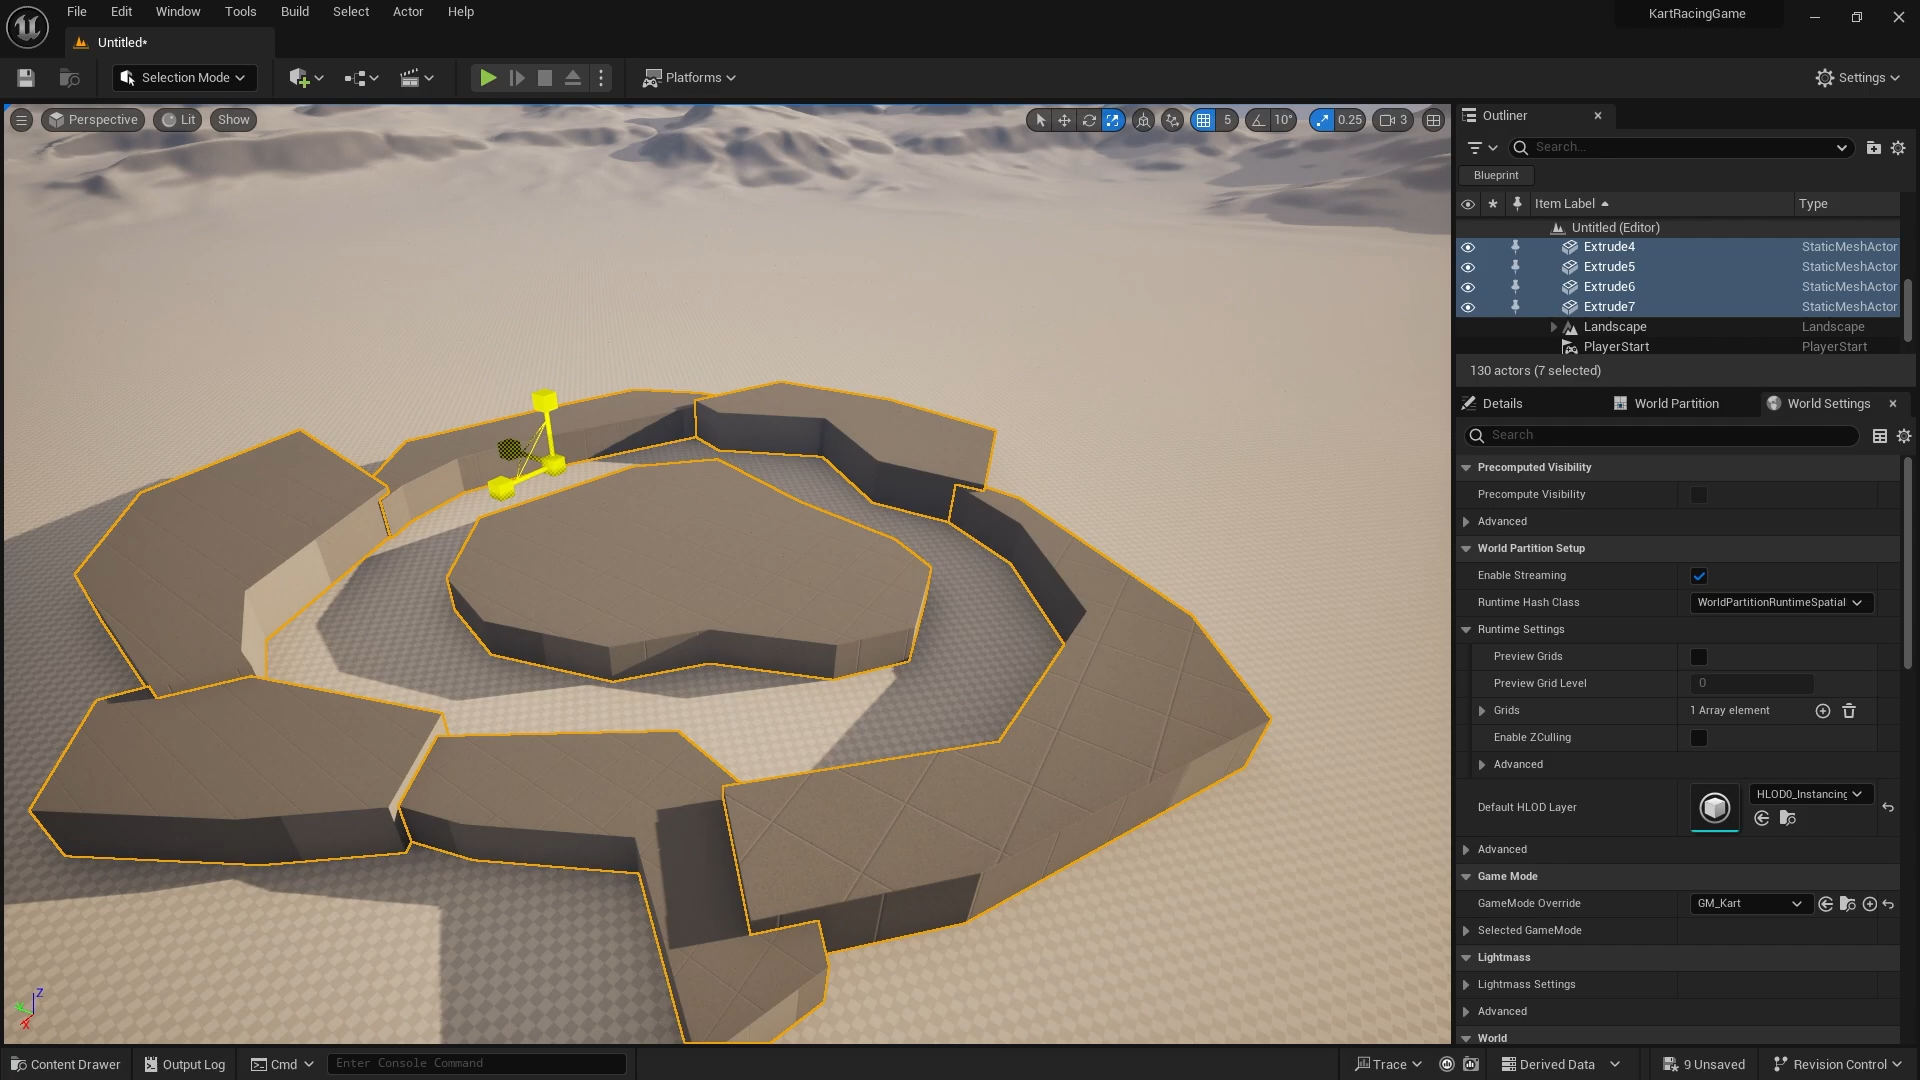 File Edit Window Tools Build Select Actor Help
KartRacingGame
Untitled*
Selection Mode
Platforms
Settings
Perspective Lit Show
5 10° 0.25 3
Outliner
Search...
Blueprint
Item Label Type
Untitled (Editor)
Extrude4 StaticMeshActor
Extrude5 StaticMeshActor
Extrude6 StaticMeshActor
Extrude7 StaticMeshActor
Landscape Landscape
PlayerStart PlayerStart
130 actors (7 selected)
Details World Partition World Settings
Search
Precomputed Visibility
Precompute Visibility
Advanced
World Partition Setup
Enable Streaming
Runtime Hash Class WorldPartitionRuntimeSpatial
Runtime Settings
Preview Grids
Preview Grid Level 0
Grids 1 Array element
Enable ZCulling
Advanced
Default HLOD Layer HLOD0_Instancing
Advanced
Game Mode
GameMode Override GM_Kart
Selected GameMode
Lightmass
Lightmass Settings
Advanced
World
Z
X
Content Drawer Output Log Cmd Enter Console Command Trace Derived Data 9 Unsaved Revision Control